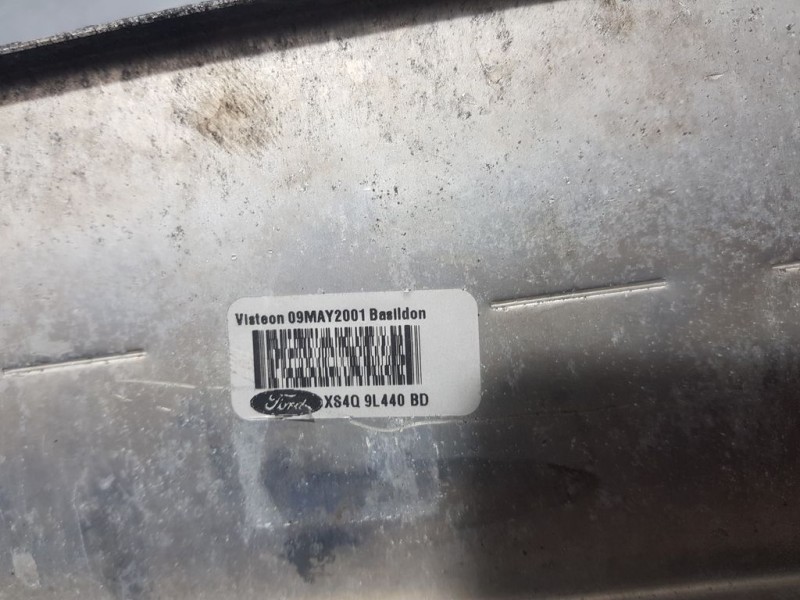 Visteon 09MAY2001 Basildon
Ford XS4Q 9L440 BD